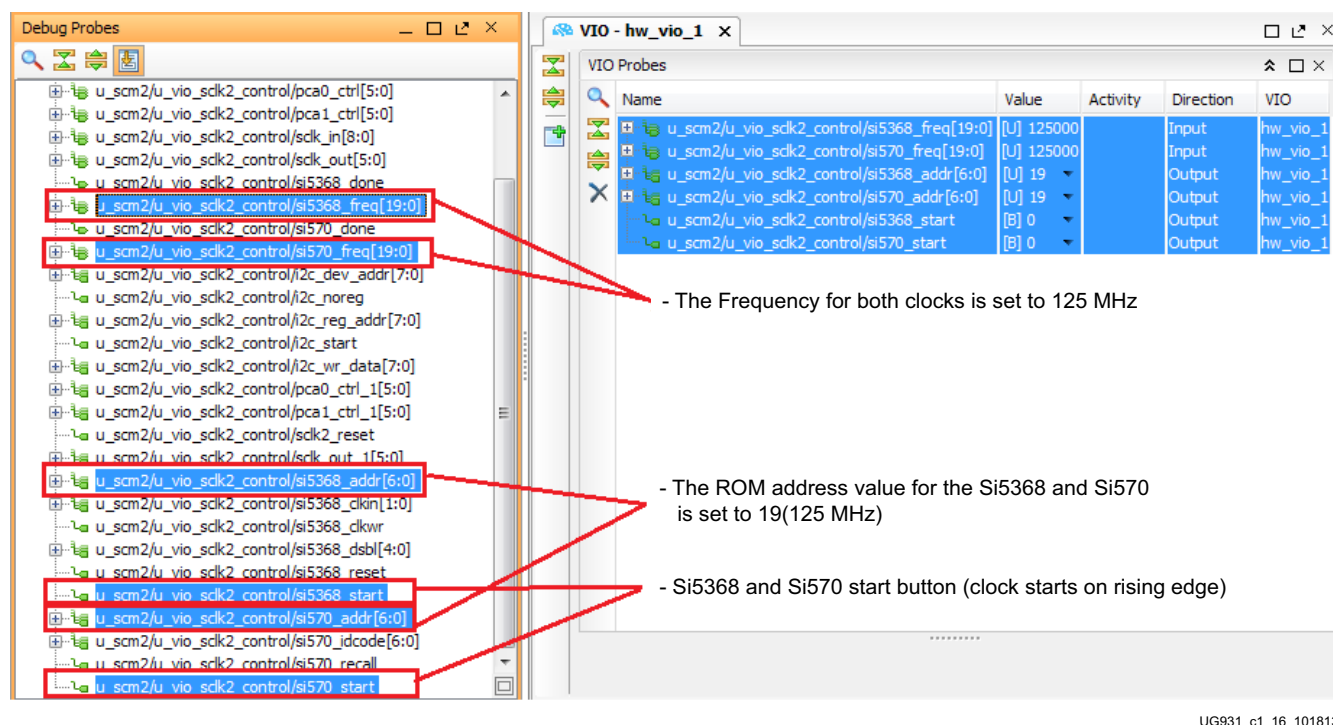 Debug Probes
u_scm2/u_vio_sclk2_control/pca0_ctrl[5:0]
u_scm2/u_vio_sclk2_control/pca1_ctrl[5:0]
u_scm2/u_vio_sclk2_control/sclk_in[8:0]
u_scm2/u_vio_sclk2_control/sclk_out[5:0]
u_scm2/u_vio_sclk2_control/si5368_done
u_scm2/u_vio_sclk2_control/si5368_freq[19:0]
u_scm2/u_vio_sclk2_control/si570_done
u_scm2/u_vio_sclk2_control/si570_freq[19:0]
u_scm2/u_vio_sclk2_control/i2c_dev_addr[7:0]
u_scm2/u_vio_sclk2_control/i2c_noreg
u_scm2/u_vio_sclk2_control/i2c_reg_addr[7:0]
u_scm2/u_vio_sclk2_control/i2c_start
u_scm2/u_vio_sclk2_control/i2c_wr_data[7:0]
u_scm2/u_vio_sclk2_control/pca0_ctrl_1[5:0]
u_scm2/u_vio_sclk2_control/pca1_ctrl_1[5:0]
u_scm2/u_vio_sclk2_control/sclk2_reset
u_scm2/u_vio_sclk2_control/sclk_out_1[5:0]
u_scm2/u_vio_sclk2_control/si5368_addr[6:0]
u_scm2/u_vio_sclk2_control/si5368_clkin[1:0]
u_scm2/u_vio_sclk2_control/si5368_clkwr
u_scm2/u_vio_sclk2_control/si5368_dsbl[4:0]
u_scm2/u_vio_sclk2_control/si5368_reset
u_scm2/u_vio_sclk2_control/si5368_start
u_scm2/u_vio_sclk2_control/si570_addr[6:0]
u_scm2/u_vio_sclk2_control/si570_idcode[6:0]
u_scm2/u_vio_sclk2_control/si570_recall
u_scm2/u_vio_sclk2_control/si570_start
VIO - hw_vio_1
VIO Probes
Name Value Activity Direction VIO
u_scm2/u_vio_sclk2_control/si5368_freq[19:0] [U] 125000 Input hw_vio_1
u_scm2/u_vio_sclk2_control/si570_freq[19:0] [U] 125000 Input hw_vio_1
u_scm2/u_vio_sclk2_control/si5368_addr[6:0] [U] 19 Output hw_vio_1
u_scm2/u_vio_sclk2_control/si570_addr[6:0] [U] 19 Output hw_vio_1
u_scm2/u_vio_sclk2_control/si5368_start [B] 0 Output hw_vio_1
u_scm2/u_vio_sclk2_control/si570_start [B] 0 Output hw_vio_1
- The Frequency for both clocks is set to 125 MHz
- The ROM address value for the Si5368 and Si570
is set to 19(125 MHz)
- Si5368 and Si570 start button (clock starts on rising edge)
UG931_c1_16_101812